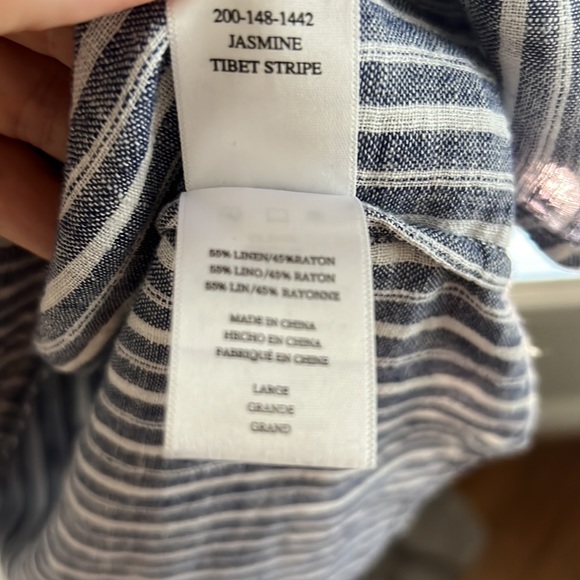 200-148-1442
JASMINE
TIBET STRIPE
55% LINEN/45%RAYON
55% LINO/45% RAYON
55% LIN/45% RAYONNE
MADE IN CHINA
HECHO EN CHINA
FABRIQUÉ EN CHINE
LARGE
GRANDE
GRAND